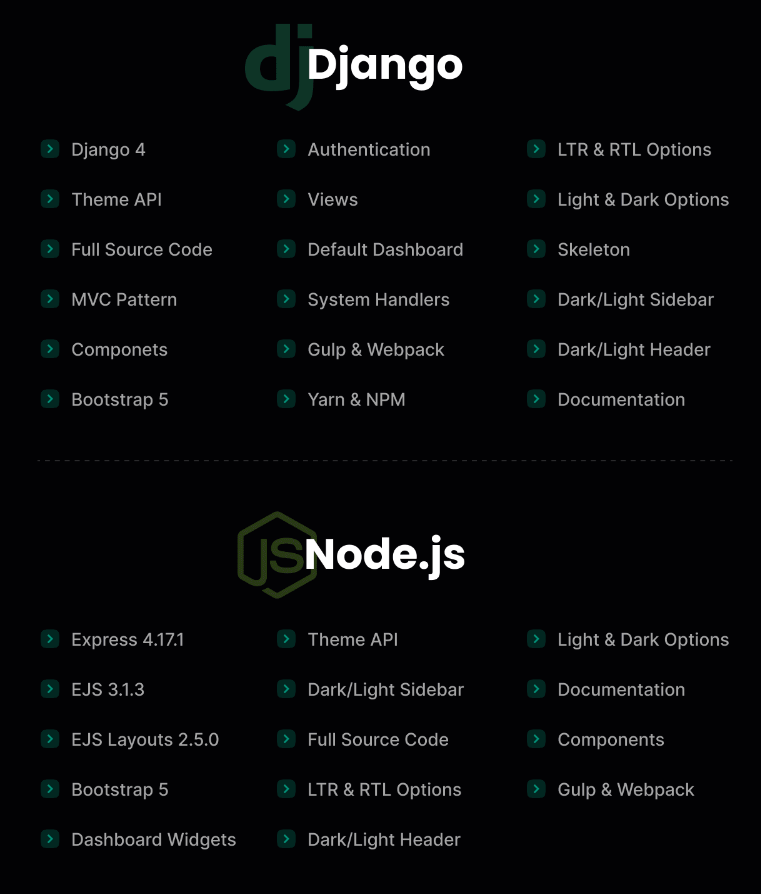 dj
Django
Django 4
Authentication
LTR & RTL Options
Theme API
Views
Light & Dark Options
Full Source Code
Default Dashboard
Skeleton
MVC Pattern
System Handlers
Dark/Light Sidebar
Componets
Gulp & Webpack
Dark/Light Header
Bootstrap 5
Yarn & NPM
Documentation
JS
Node.js
Express 4.17.1
Theme API
Light & Dark Options
EJS 3.1.3
Dark/Light Sidebar
Documentation
EJS Layouts 2.5.0
Full Source Code
Components
Bootstrap 5
LTR & RTL Options
Gulp & Webpack
Dashboard Widgets
Dark/Light Header